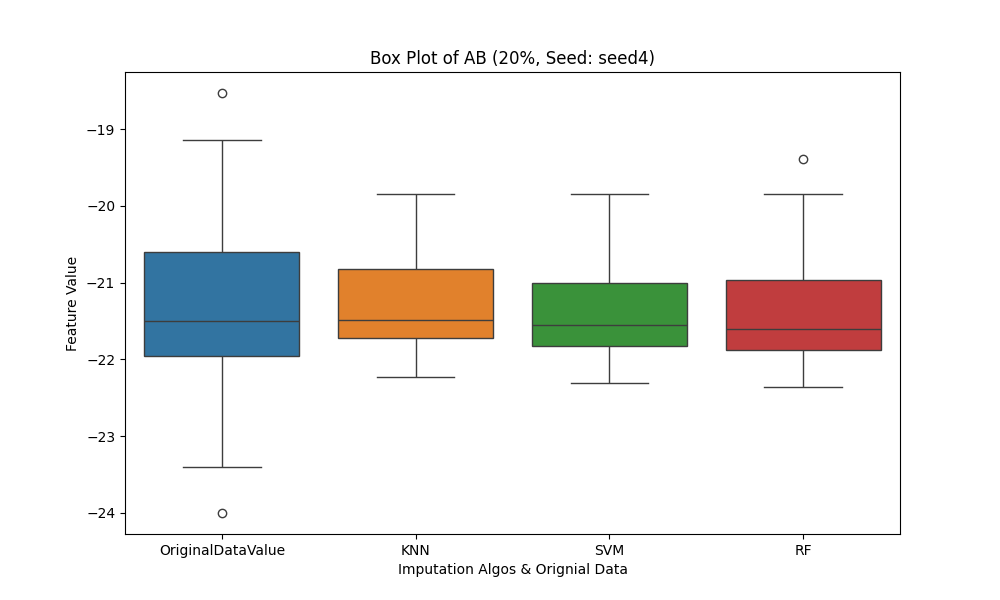 Box Plot of AB (20%, Seed: seed4)
−19
−20
−21
−22
−23
−24
Feature Value
OriginalDataValue KNN SVM RF
Imputation Algos & Orignial Data